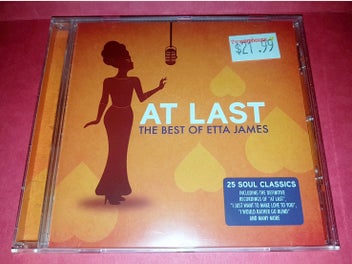 $21.99
AT LAST
THE BEST OF ETTA JAMES
25 SOUL CLASSICS
INCLUDING THE DEFINITIVE
RECORDINGS OF "AT LAST",
"I JUST WANT TO MAKE LOVE TO YOU",
"I WOULD RATHER GO BLIND"
AND MANY MORE